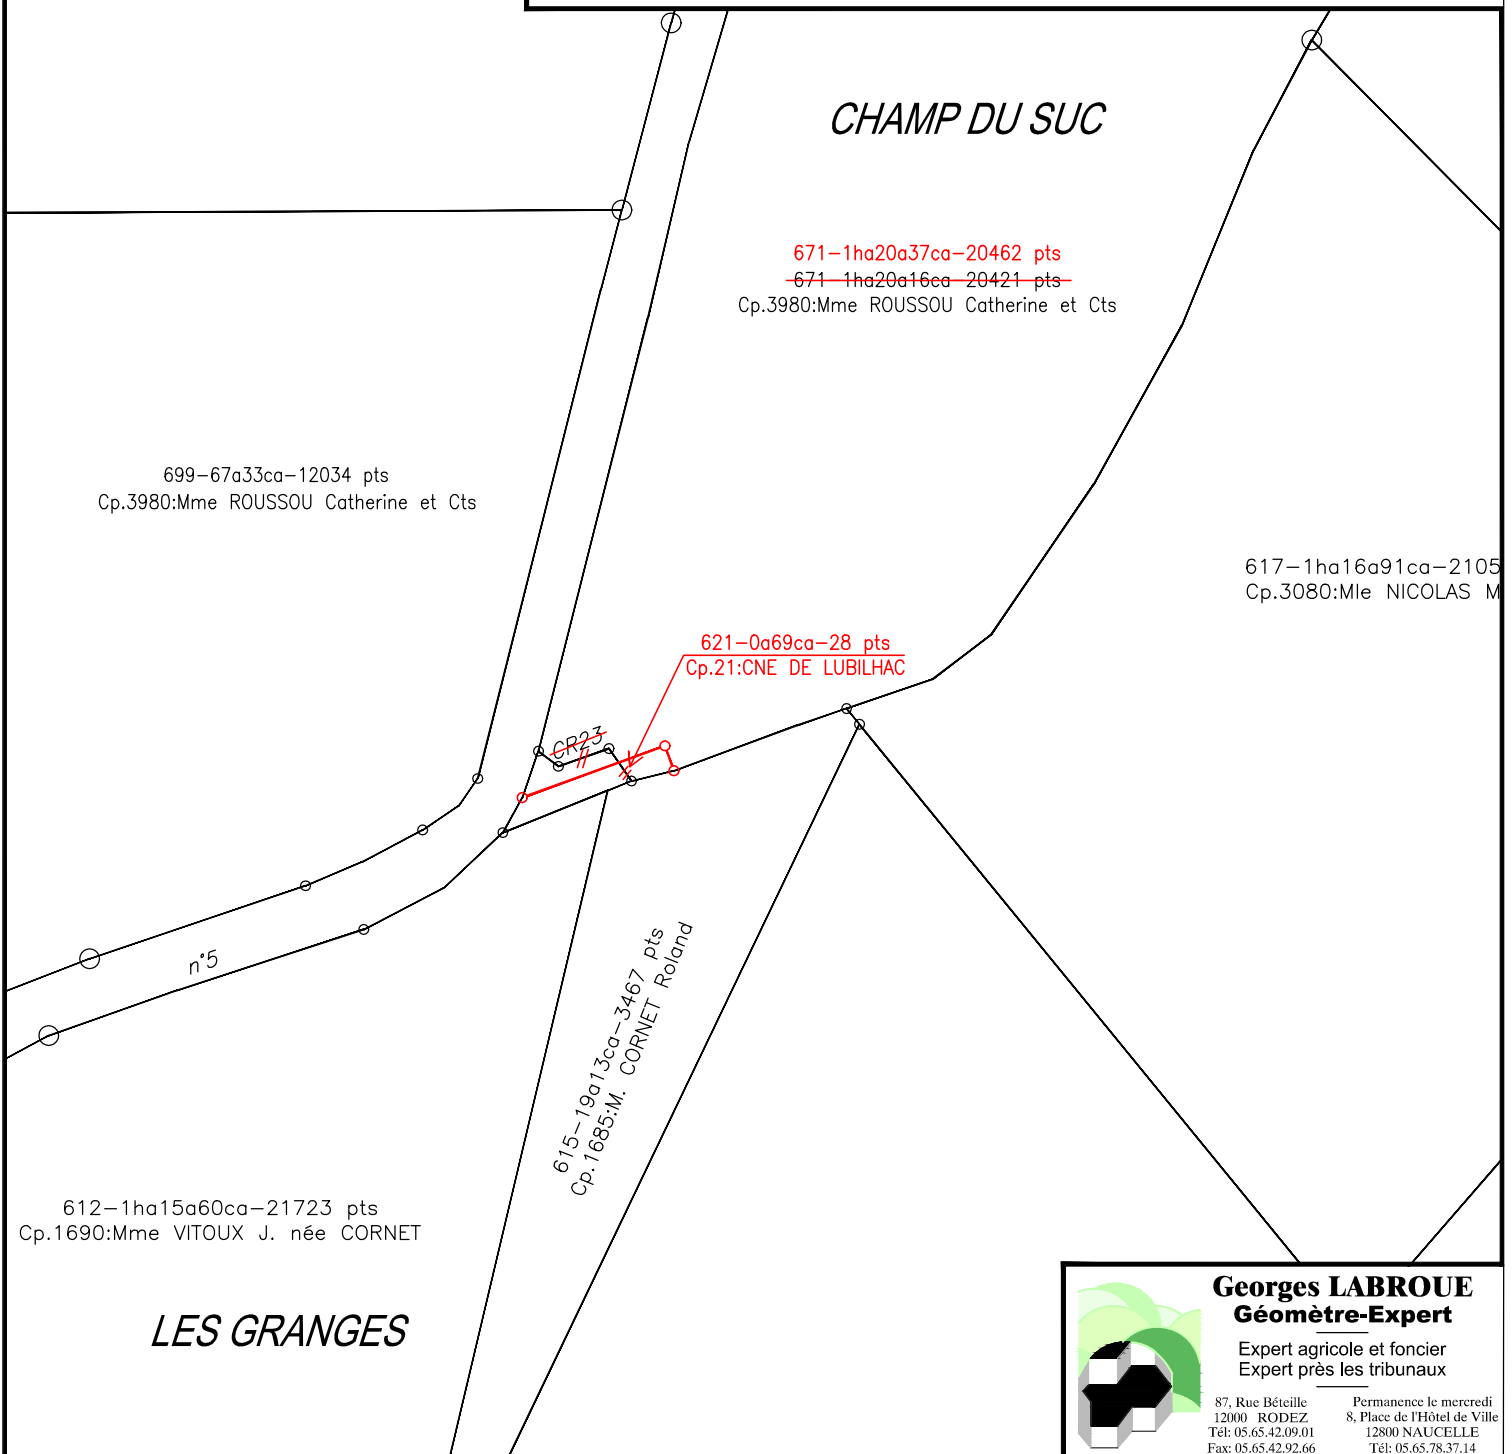 CHAMP DU SUC
671-1ha20a37ca-20462 pts
671-1ha20a16ca-20421 pts
Cp.3980:Mme ROUSSOU Catherine et Cts
699-67a33ca-12034 pts
Cp.3980:Mme ROUSSOU Catherine et Cts
617-1ha16a91ca-2105
Cp.3080:Mle NICOLAS M
621-0a69ca-28 pts
Cp.21:CNE DE LUBILHAC
CR23
n°5
615-19a13ca-3467 pts
Cp.1685:M. CORNET Roland
612-1ha15a60ca-21723 pts
Cp.1690:Mme VITOUX J. née CORNET
LES GRANGES
Georges LABROUE
Géomètre-Expert
Expert agricole et foncier
Expert près les tribunaux
87, Rue Béteille
12000 RODEZ
Tél: 05.65.42.09.01
Fax: 05.65.42.92.66
Permanence le mercredi
8, Place de l'Hôtel de Ville
12800 NAUCELLE
Tél: 05.65.78.37.14